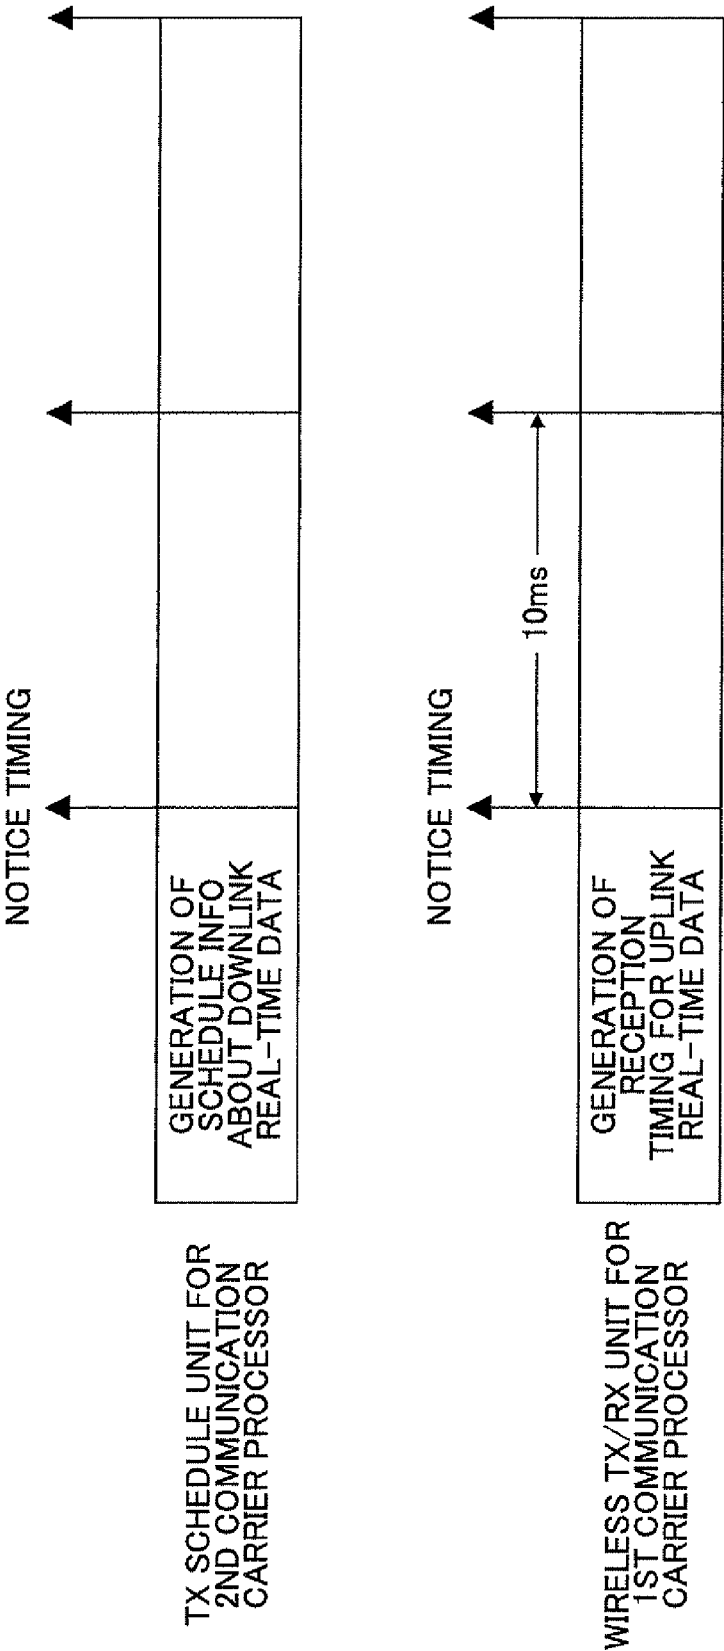 NOTICE TIMING
TX SCHEDULE UNIT FOR
2ND COMMUNICATION
CARRIER PROCESSOR
GENERATION OF
SCHEDULE INFO
ABOUT DOWNLINK
REAL-TIME DATA
NOTICE TIMING
10ms
WIRELESS TX/RX UNIT FOR
1ST COMMUNICATION
CARRIER PROCESSOR
GENERATION OF
RECEPTION
TIMING FOR UPLINK
REAL-TIME DATA